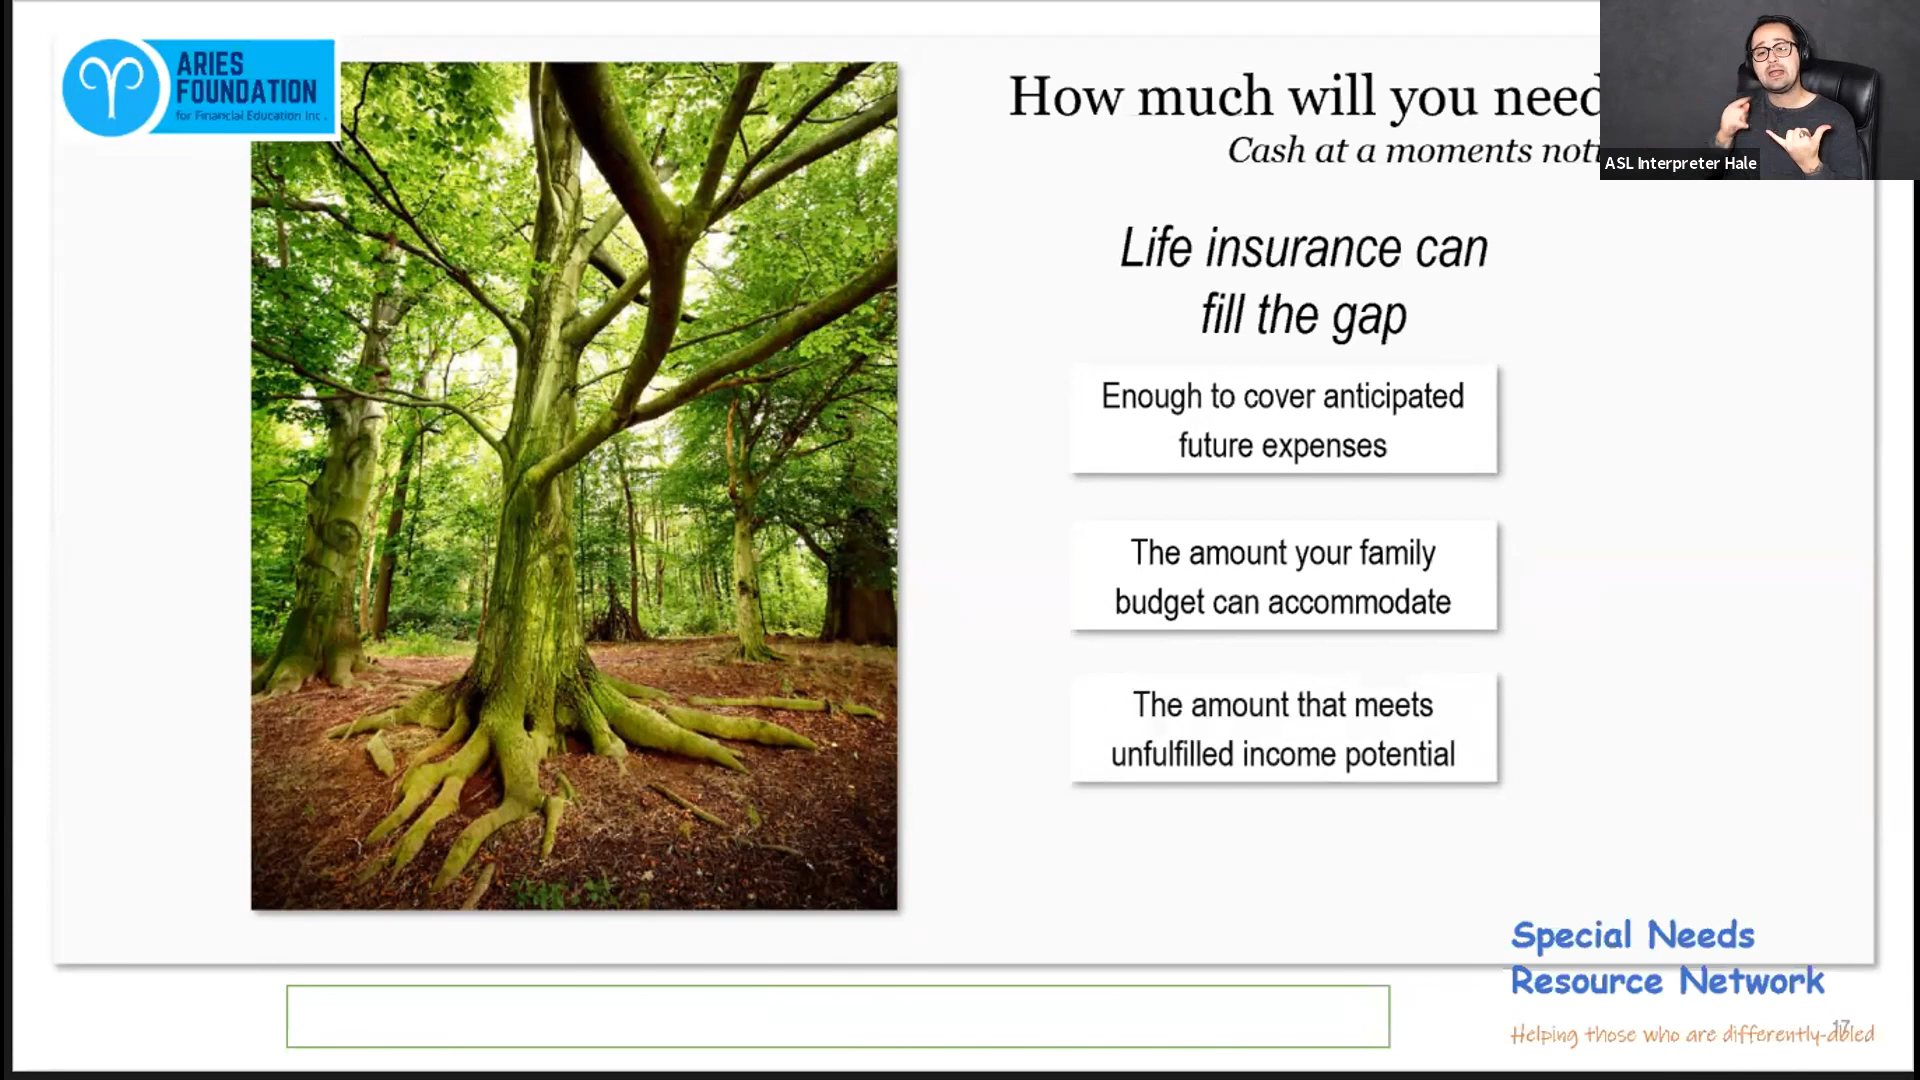 ARIES
FOUNDATION
for Financial Education Inc.
How much will you need
Cash at a moments noti
ASL Interpreter Hale
Life insurance can
fill the gap
Enough to cover anticipated
future expenses
The amount your family
budget can accommodate
The amount that meets
unfulfilled income potential
Special Needs
Resource Network
Helping those who are differently-abled
17